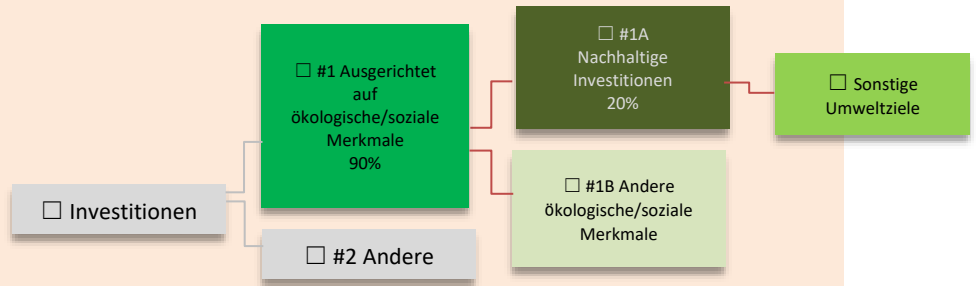 ☐ #1 Ausgerichtet
auf
ökologische/soziale
Merkmale
90%
☐ #1A
Nachhaltige
Investitionen
20%
☐ Sonstige
Umweltziele
☐ #1B Andere
ökologische/soziale
Merkmale
☐ Investitionen
☐ #2 Andere